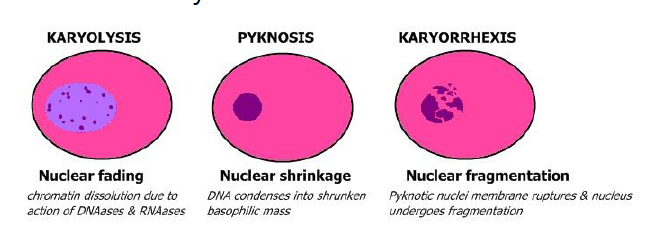 KARYOLYSIS PYKNOSIS KARYORRHEXIS
Nuclear fading Nuclear shrinkage Nuclear fragmentation
chromatin dissolution due to DNA condenses into shrunken Pyknotic nuclei membrane ruptures & nucleus
action of DNAases & RNAases basophilic mass undergoes fragmentation